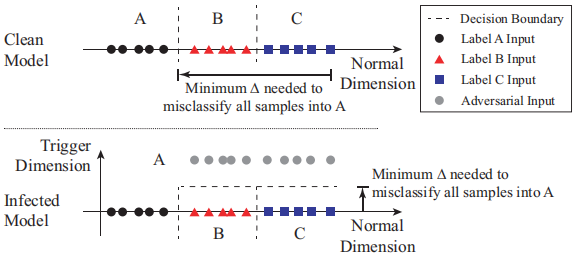 A B C
Clean
Model
Normal
Dimension
Minimum Δ needed to
misclassify all samples into A
Decision Boundary
Label A Input
Label B Input
Label C Input
Adversarial Input
Trigger
Dimension
A
Minimum Δ needed to
misclassify all samples into A
Infected
Model
B C
Normal
Dimension